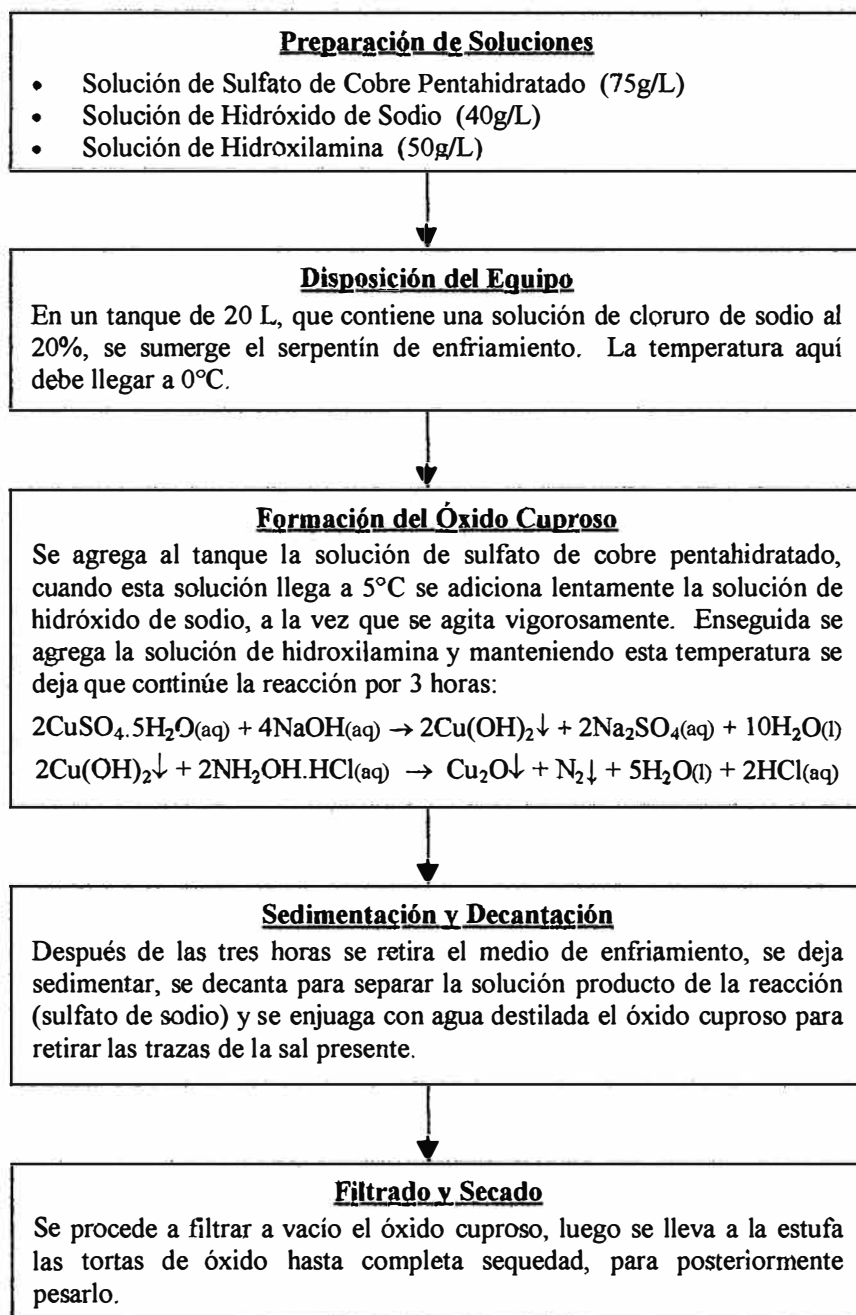 Preparación de Soluciones
• Solución de Sulfato de Cobre Pentahidratado (75g/L)
• Solución de Hidróxido de Sodio (40g/L)
• Solución de Hidroxilamina (50g/L)
Disposición del Equipo
En un tanque de 20 L, que contiene una solución de cloruro de sodio al
20%, se sumerge el serpentín de enfriamiento. La temperatura aquí
debe llegar a 0°C.
Formación del Óxido Cuproso
Se agrega al tanque la solución de sulfato de cobre pentahidratado,
cuando esta solución llega a 5°C se adiciona lentamente la solución de
hidróxido de sodio, a la vez que se agita vigorosamente. Enseguida se
agrega la solución de hidroxilamina y manteniendo esta temperatura se
deja que continúe la reacción por 3 horas:
2CuSO₄.5H₂O(aq) + 4NaOH(aq) → 2Cu(OH)₂↓ + 2Na₂SO₄(aq) + 10H₂O(l)
2Cu(OH)₂↓ + 2NH₂OH.HCl(aq) → Cu₂O↓ + N₂↓ + 5H₂O(l) + 2HCl(aq)
Sedimentación y Decantación
Después de las tres horas se retira el medio de enfriamiento, se deja
sedimentar, se decanta para separar la solución producto de la reacción
(sulfato de sodio) y se enjuaga con agua destilada el óxido cuproso para
retirar las trazas de la sal presente.
Filtrado y Secado
Se procede a filtrar a vacío el óxido cuproso, luego se lleva a la estufa
las tortas de óxido hasta completa sequedad, para posteriormente
pesarlo.